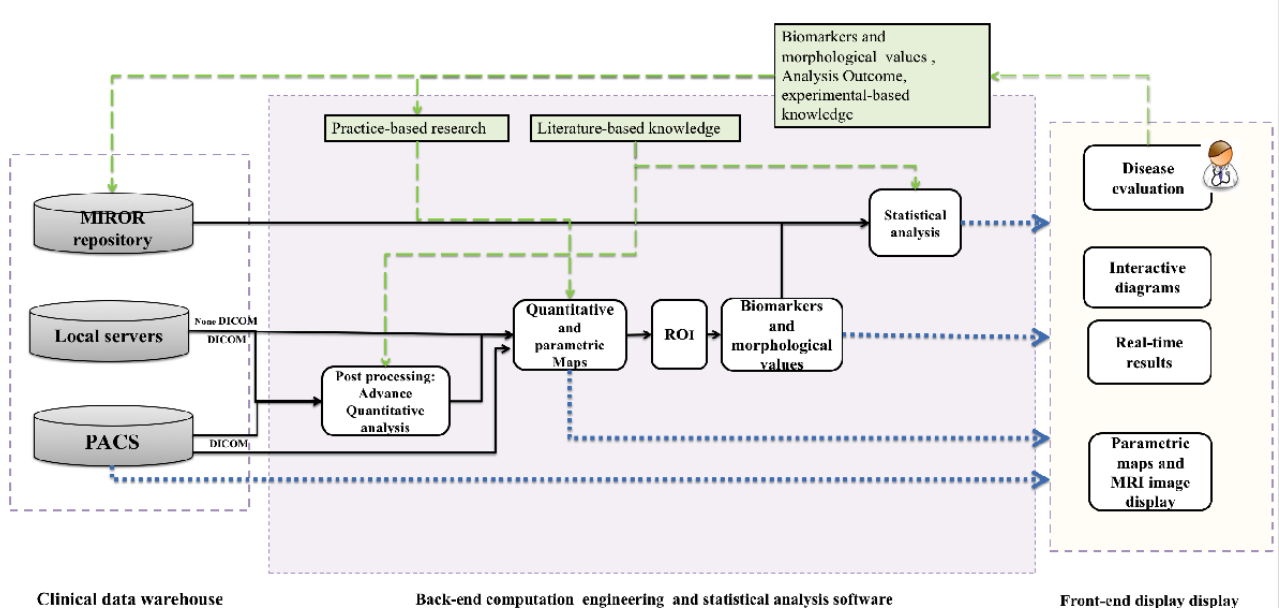 Biomarkers and
morphological values ,
Analysis Outcome,
experimental-based
knowledge
Practice-based research
Literature-based knowledge
Disease
evaluation
MIROR
repository
Statistical
analysis
Interactive
diagrams
Local servers
None DICOM
DICOM
Quantitative
and
parametric
Maps
ROI
Biomarkers
and
morphological
values
Real-time
results
Post processing:
Advance
Quantitative
analysis
PACS
DICOM
Parametric
maps and
MRI image
display
Clinical data warehouse
Back-end computation engineering and statistical analysis software
Front-end display display